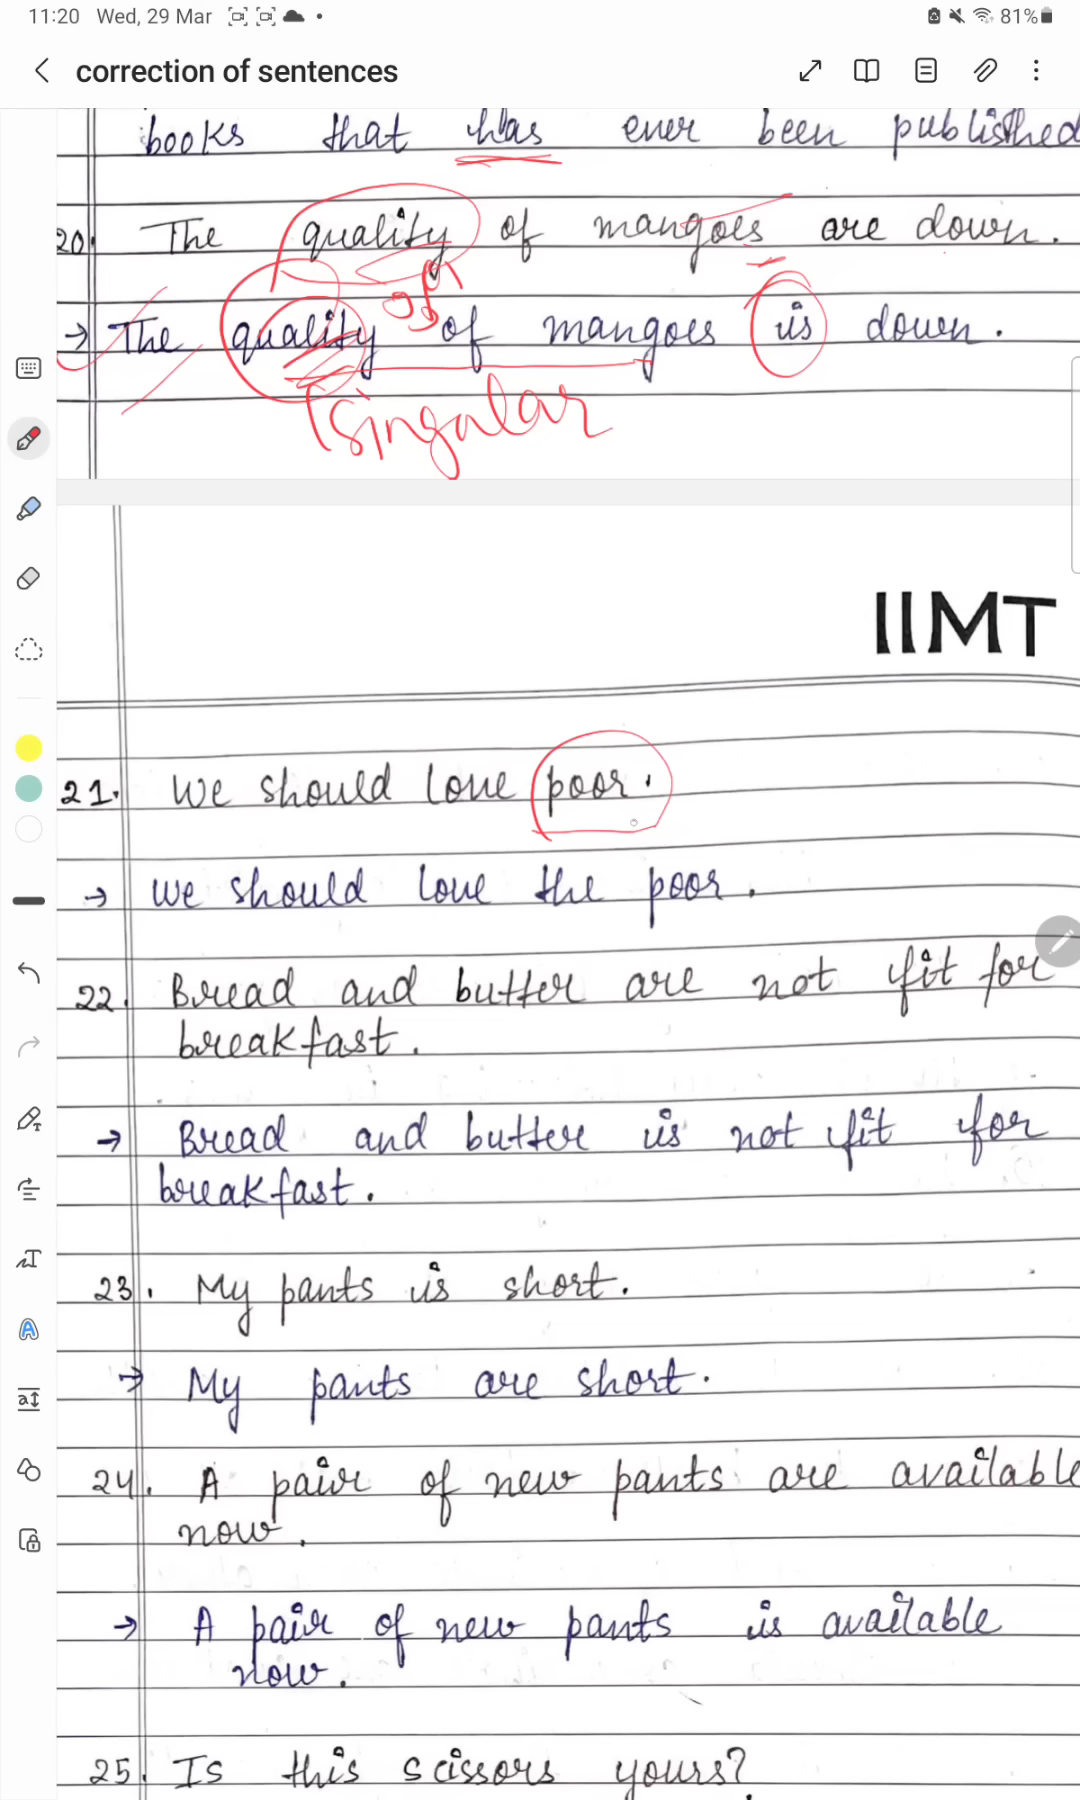 11:20 Wed, 29 Mar 81%
correction of sentences
books that has ever been published
20. The quality of mangoes are down.
of
→ The quality of mangoes is down.
singular
IIMT
21. We should love poor.
→ We should love the poor.
22. Bread and butter are not fit for
breakfast.
→ Bread and butter is not fit for
breakfast.
23. My pants is short.
→ My pants are short.
24. A pair of new pants are available
now.
→ A pair of new pants is available
now.
25. Is this scissors yours?